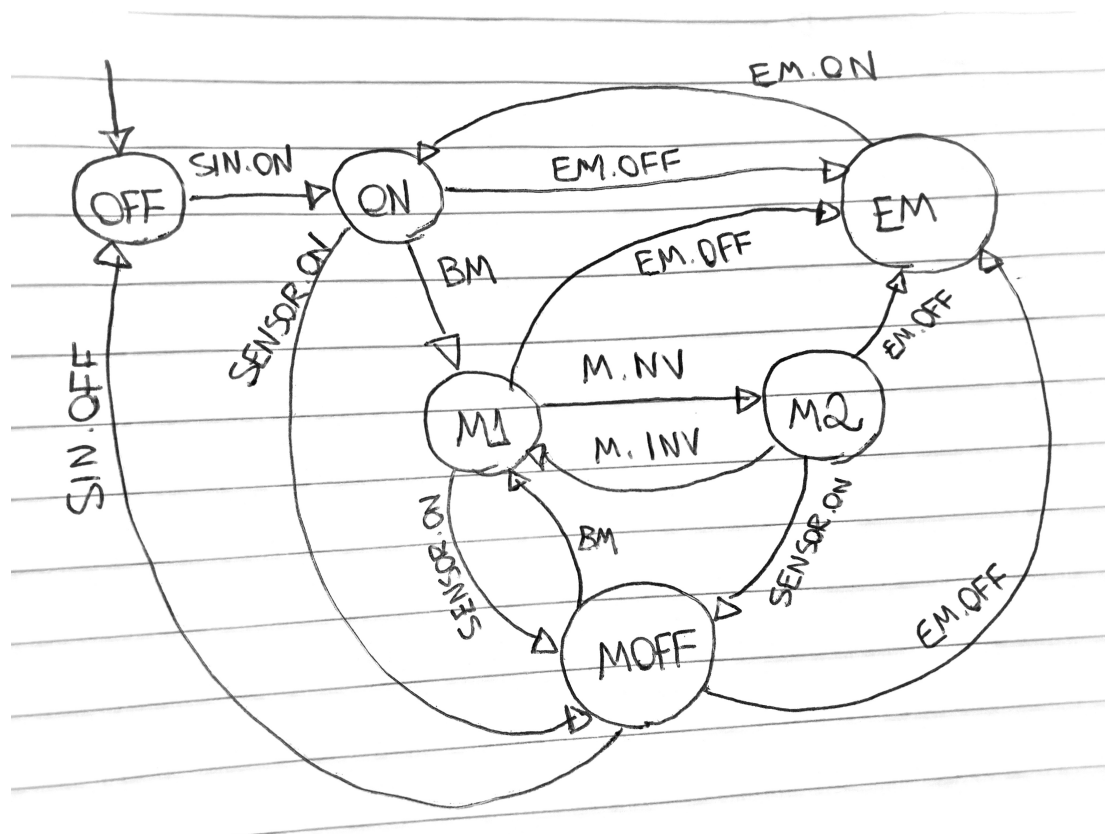 EM.ON
SIN.ON
EM.OFF
OFF
ON
EM
EM.OFF
SENSOR.ON
BM
EM.OFF
SIN.OFF
M.NV
M1
M2
M.INV
SENSOR.ON
BM
SENSOR.ON
MOFF
EM.OFF